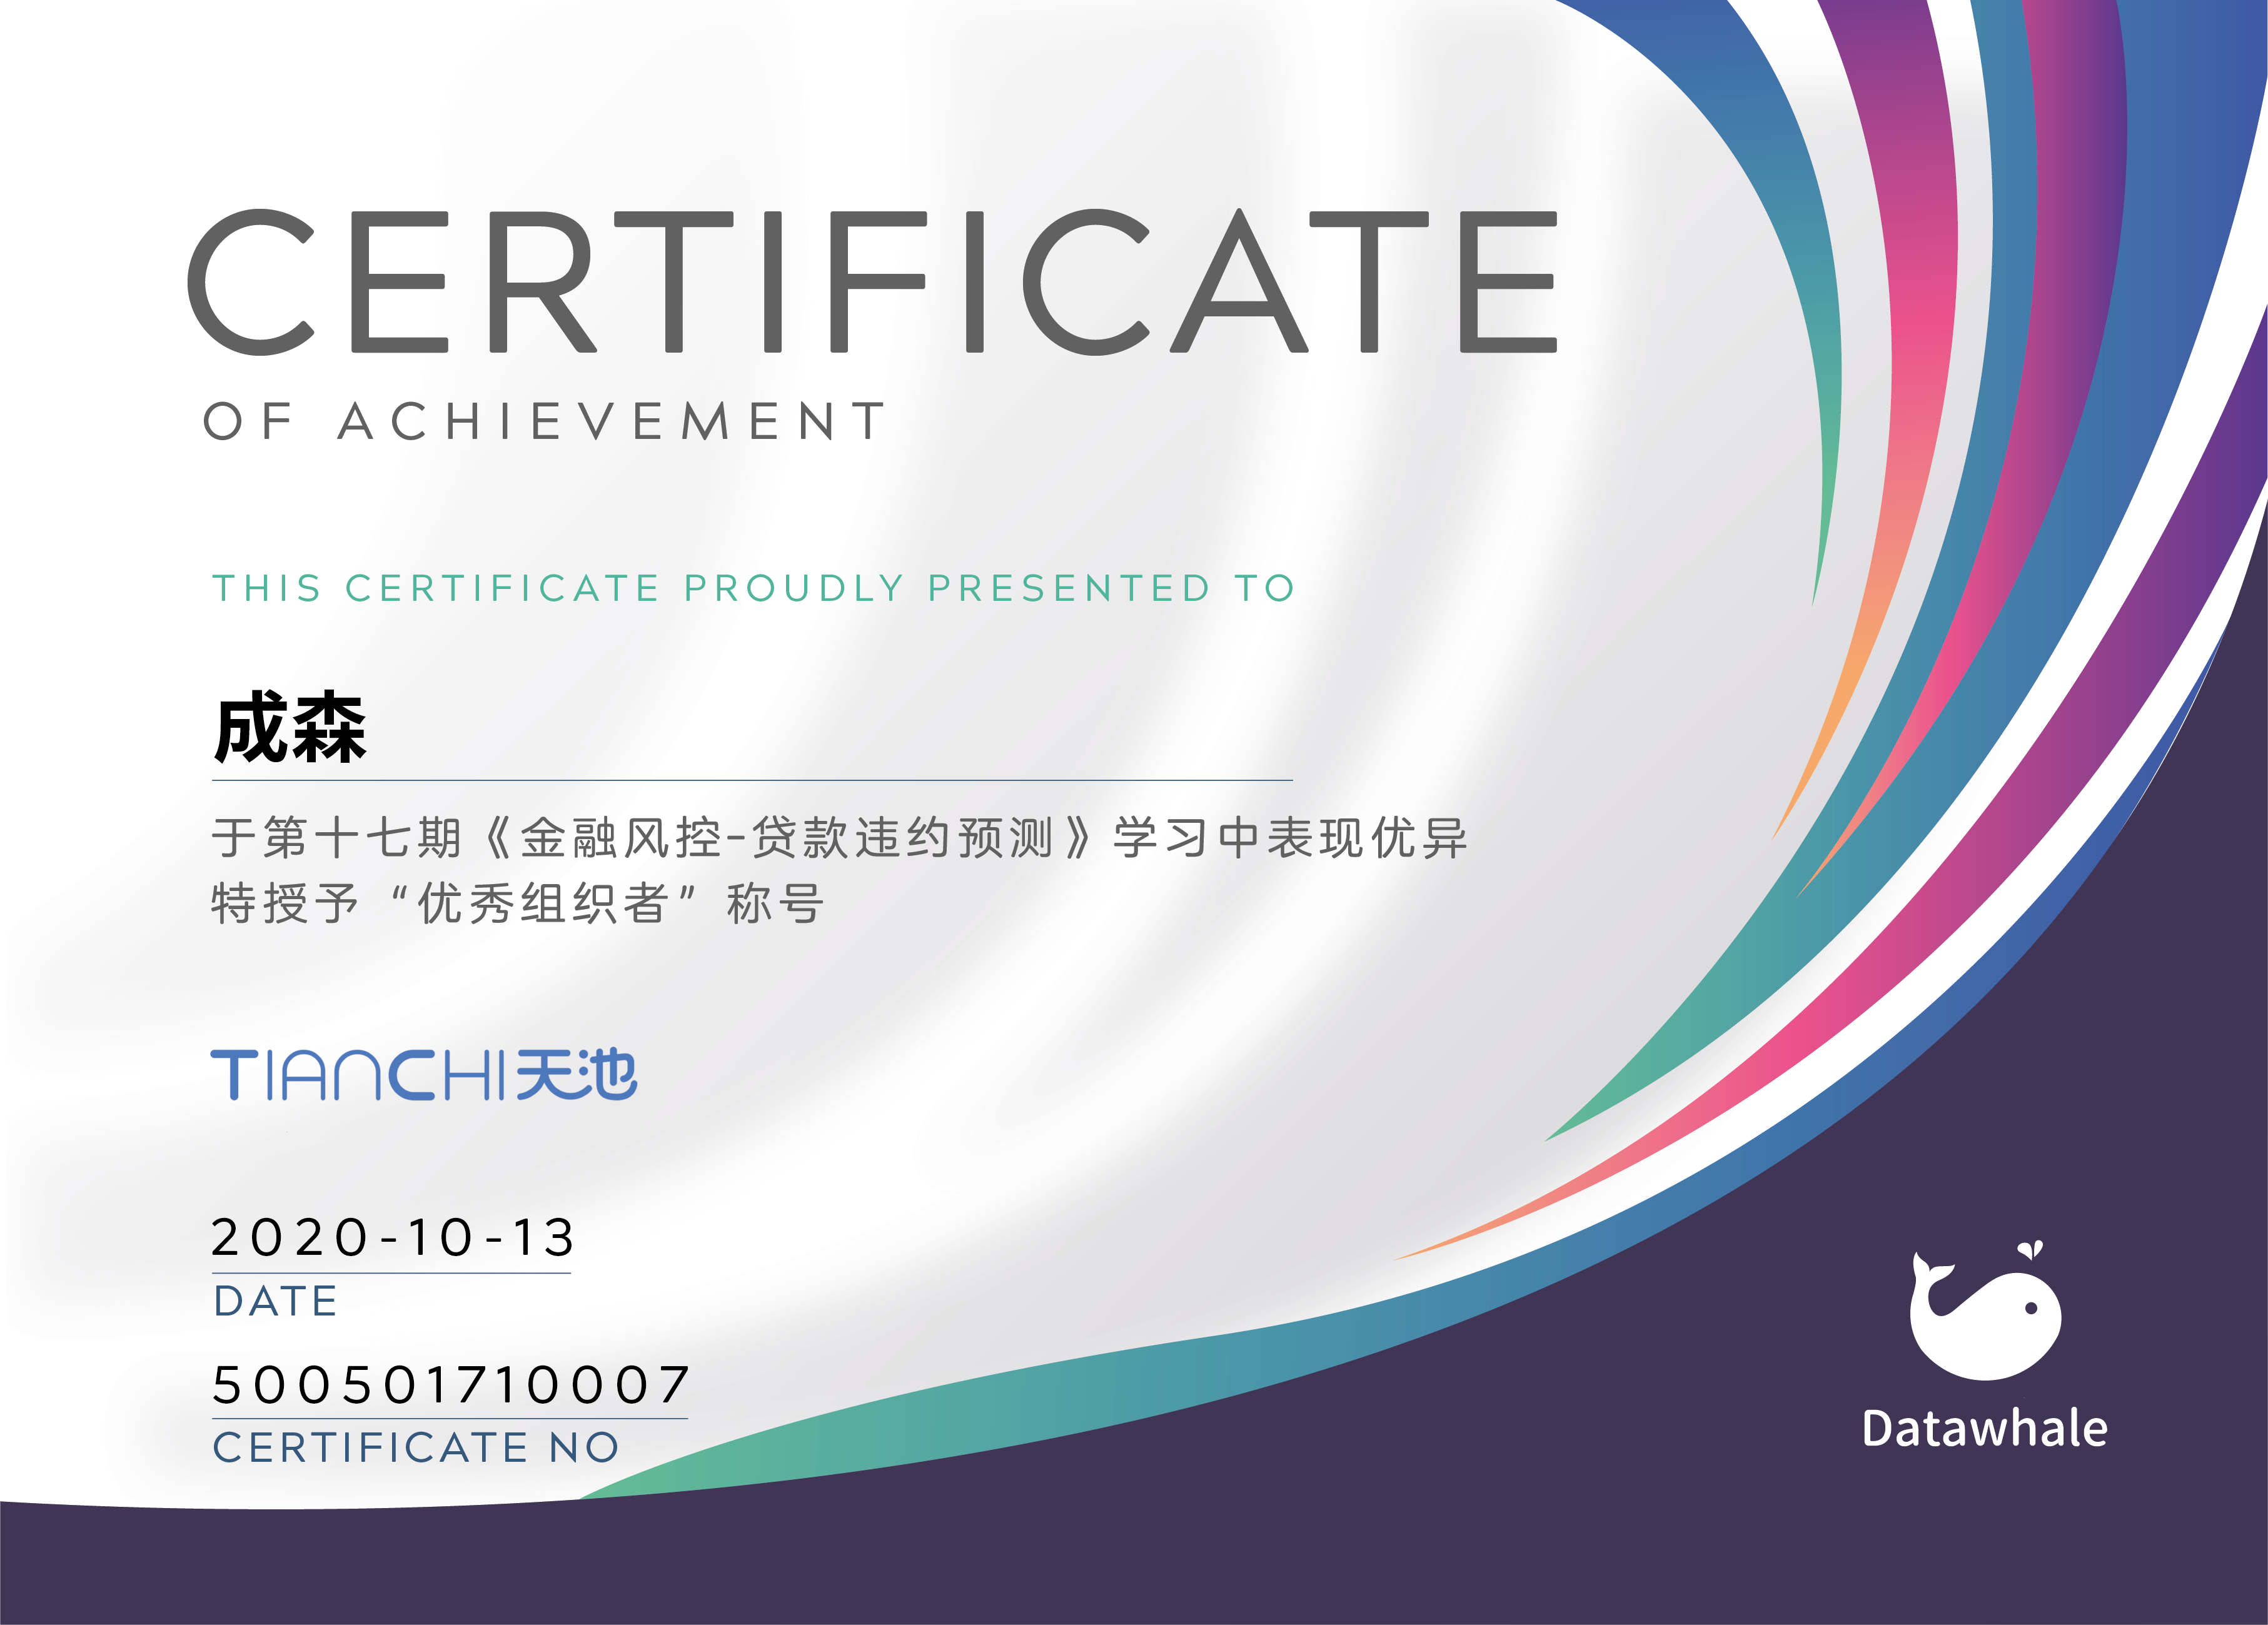 CERTIFICATE
OF ACHIEVEMENT
THIS CERTIFICATE PROUDLY PRESENTED TO
成森
于第十七期《金融风控-贷款违约预测》学习中表现优异
特授予“优秀组织者”称号
TIANCHI天池
2020-10-13
DATE
500501710007
CERTIFICATE NO
Datawhale